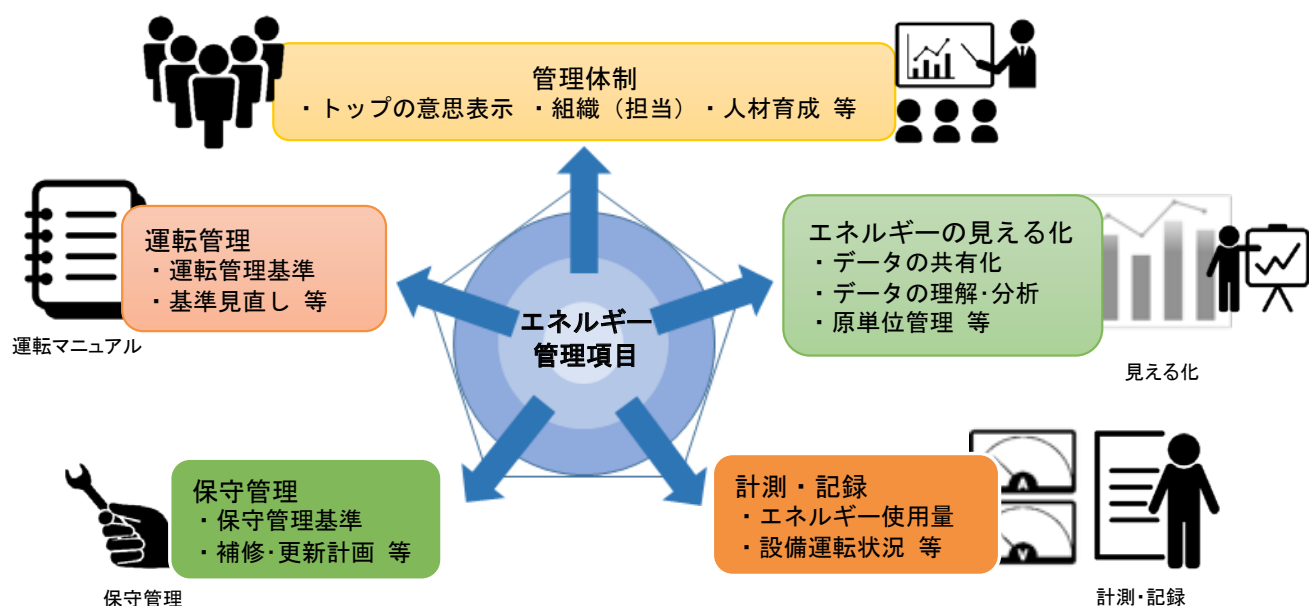 管理体制
・トップの意思表示 ・組織（担当）・人材育成 等
運転管理
・運転管理基準
・基準見直し 等
運転マニュアル
エネルギーの見える化
・データの共有化
・データの理解・分析
・原単位管理 等
見える化
エネルギー
管理項目
保守管理
・保守管理基準
・補修・更新計画 等
保守管理
計測・記録
・エネルギー使用量
・設備運転状況 等
A
V
計測・記録